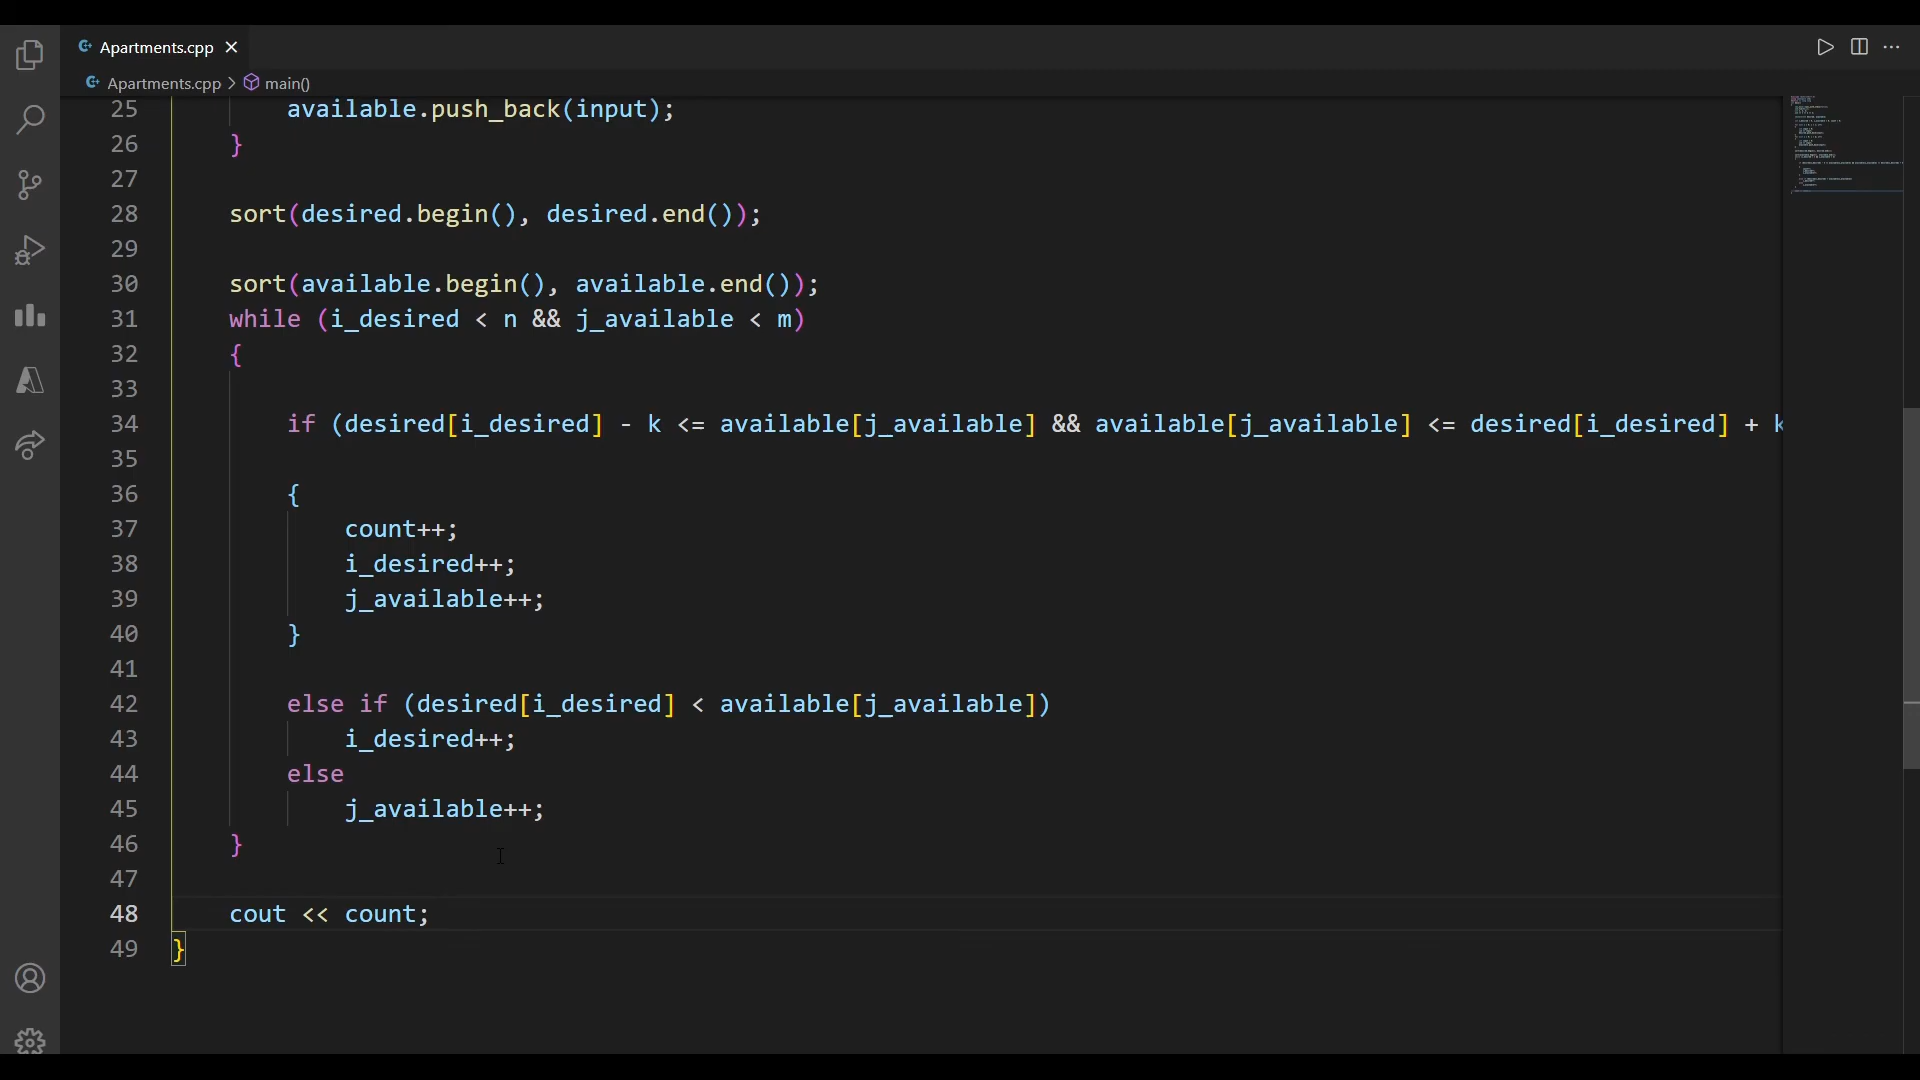 Apartments.cpp
Apartments.cpp > main()
25 available.push_back(input);
26 }
27
28 sort(desired.begin(), desired.end());
29
30 sort(available.begin(), available.end());
31 while (i_desired < n && j_available < m)
32 {
33
34 if (desired[i_desired] - k <= available[j_available] && available[j_available] <= desired[i_desired] + k
35
36 {
37 count++;
38 i_desired++;
39 j_available++;
40 }
41
42 else if (desired[i_desired] < available[j_available])
43 i_desired++;
44 else
45 j_available++;
46 }
47
48 cout << count;
49 }